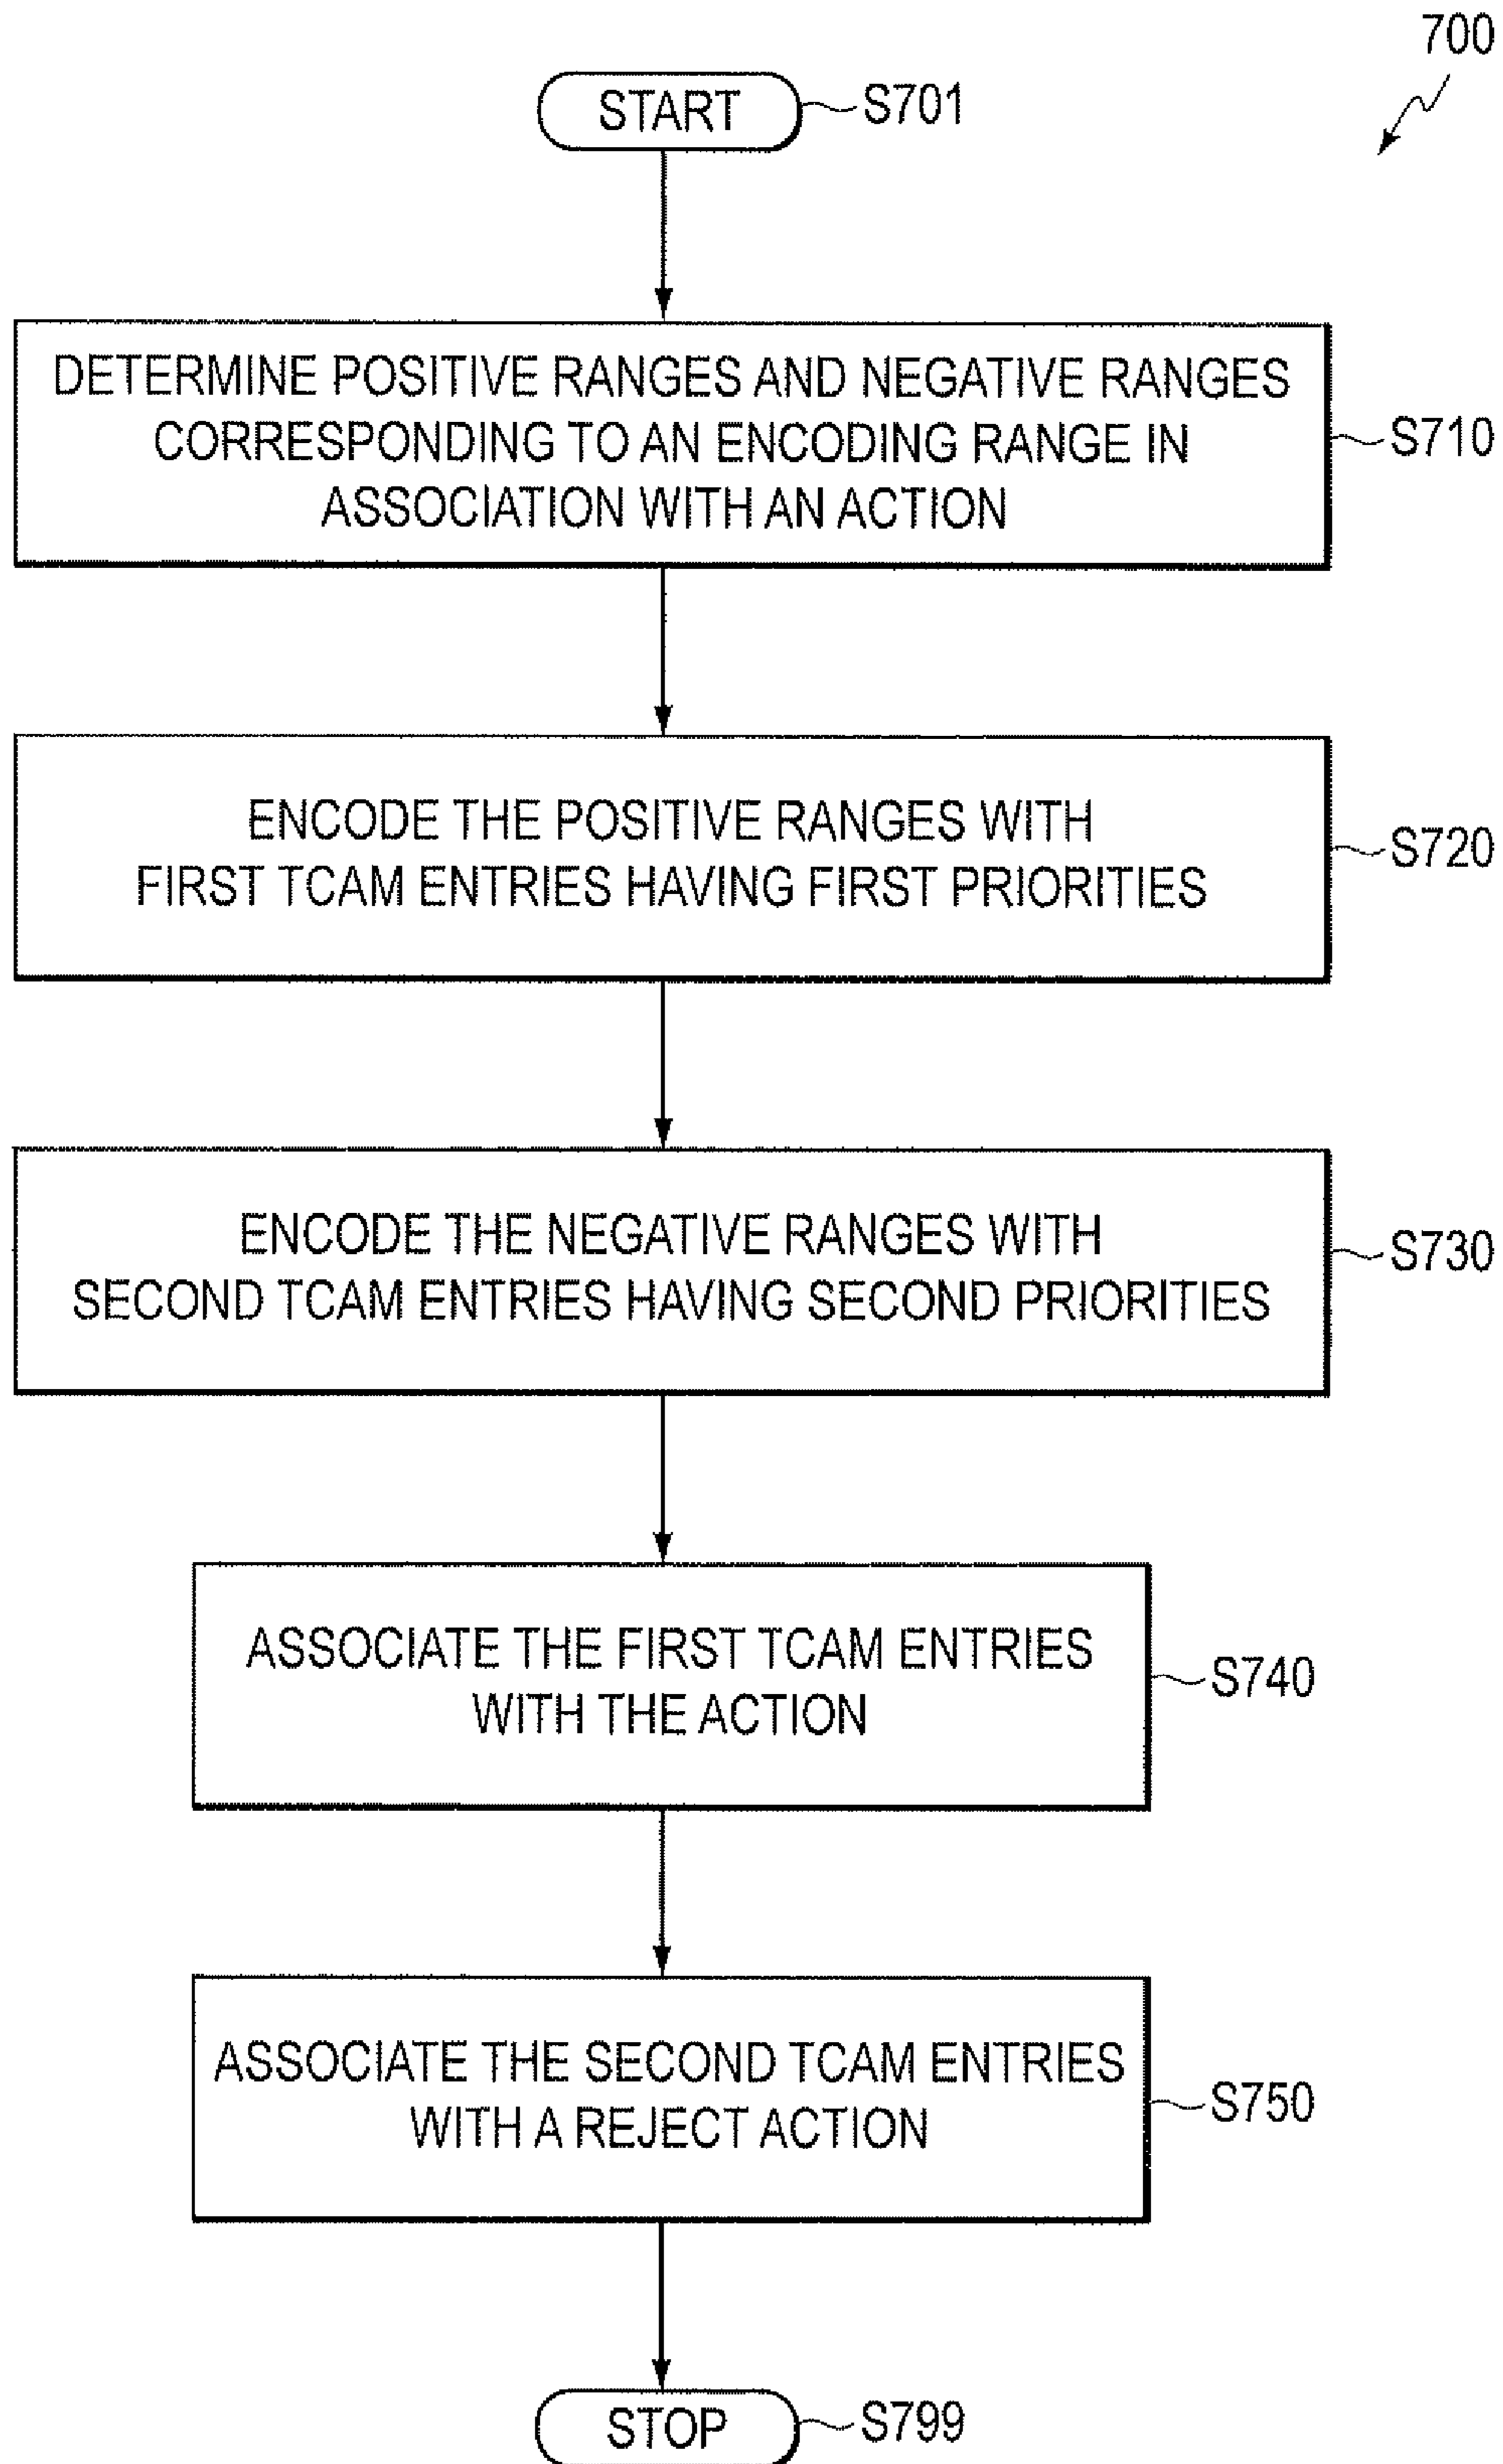 700
START
S701
DETERMINE POSITIVE RANGES AND NEGATIVE RANGES
CORRESPONDING TO AN ENCODING RANGE IN
ASSOCIATION WITH AN ACTION
S710
ENCODE THE POSITIVE RANGES WITH
FIRST TCAM ENTRIES HAVING FIRST PRIORITIES
S720
ENCODE THE NEGATIVE RANGES WITH
SECOND TCAM ENTRIES HAVING SECOND PRIORITIES
S730
ASSOCIATE THE FIRST TCAM ENTRIES
WITH THE ACTION
S740
ASSOCIATE THE SECOND TCAM ENTRIES
WITH A REJECT ACTION
S750
STOP
S799